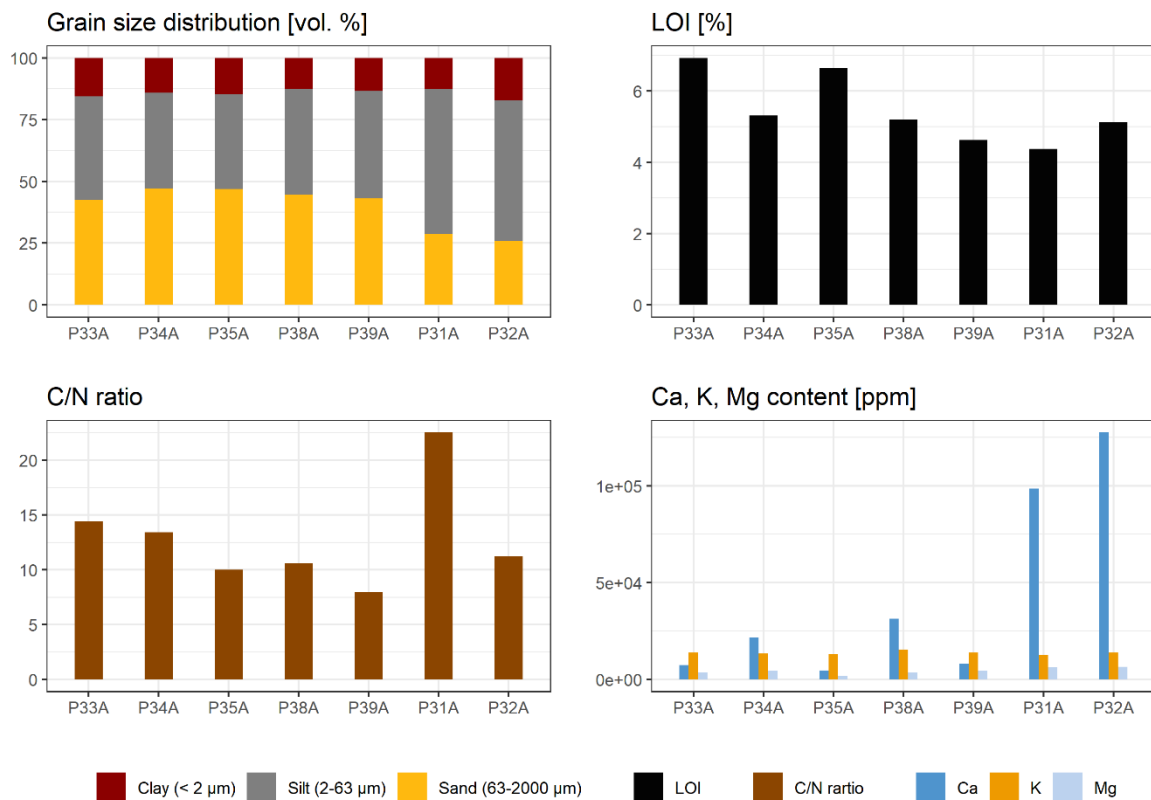 Grain size distribution [vol. %]
100
75
50
25
0
P33A P34A P35A P38A P39A P31A P32A
LOI [%]
6
4
2
0
P33A P34A P35A P38A P39A P31A P32A
C/N ratio
20
15
10
5
0
P33A P34A P35A P38A P39A P31A P32A
Ca, K, Mg content [ppm]
1e+05
5e+04
0e+00
P33A P34A P35A P38A P39A P31A P32A
Clay (< 2 µm) Silt (2-63 µm) Sand (63-2000 µm) LOI C/N rartio Ca K Mg